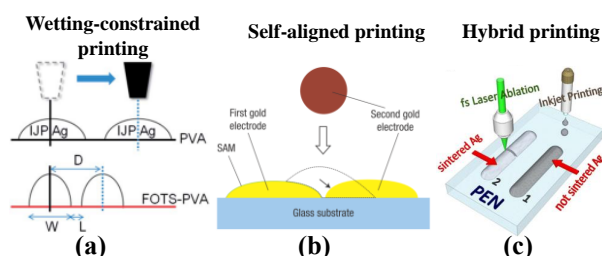 Wetting-constrained
printing
IJP Ag
IJP Ag
PVA
D
FOTS-PVA
W
L
(a)
Self-aligned printing
First gold
electrode
Second gold
electrode
SAM
Glass substrate
(b)
Hybrid printing
fs Laser Ablation
Inkjet Printing
sintered Ag
not sintered Ag
2
1
PEN
(c)